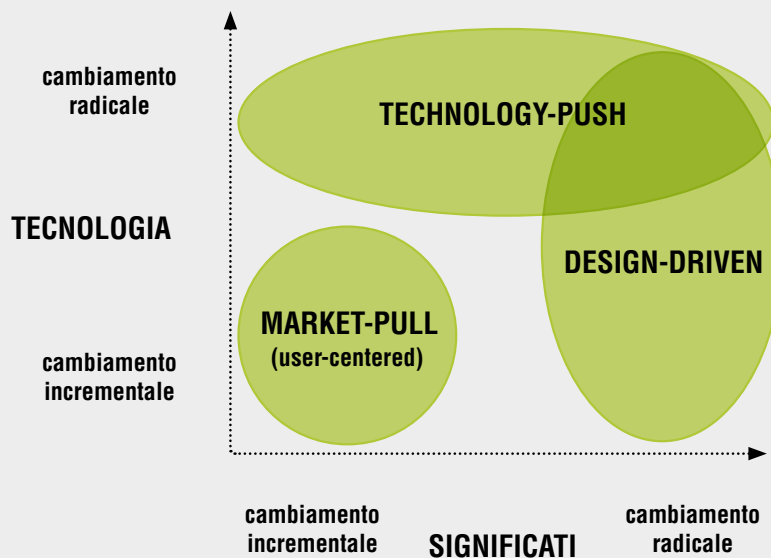 cambiamento
radicale
TECHNOLOGY-PUSH
TECNOLOGIA
DESIGN-DRIVEN
MARKET-PULL
(user-centered)
cambiamento
incrementale
cambiamento
incrementale
SIGNIFICATI
cambiamento
radicale